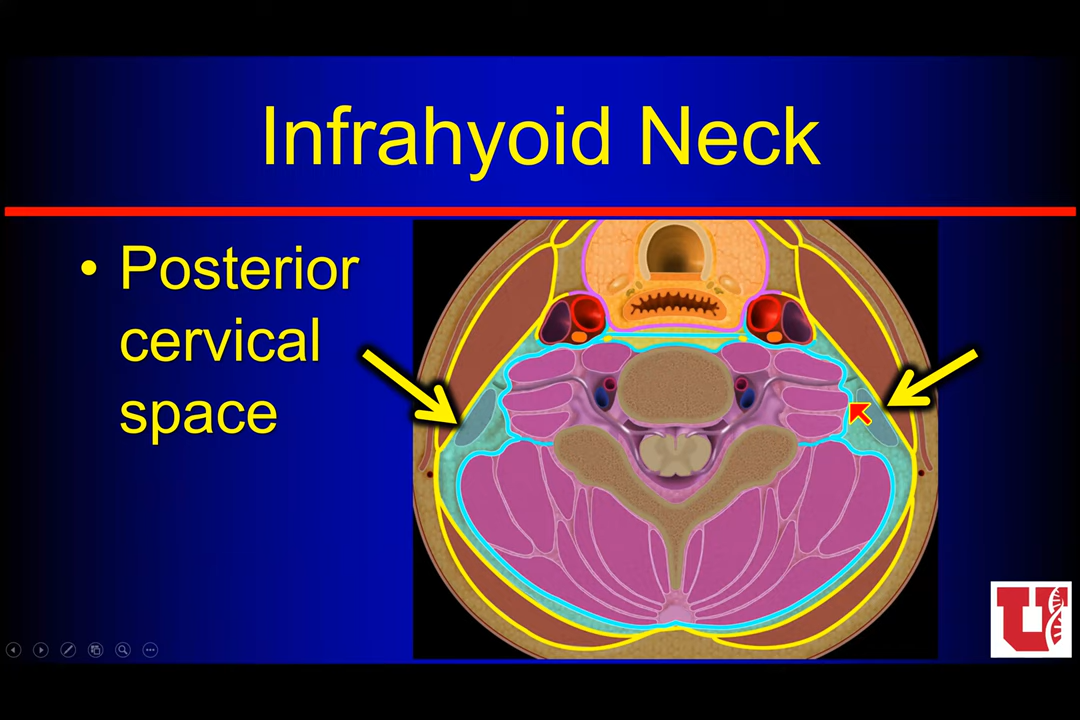 Infrahyoid Neck
• Posterior
cervical
space
U